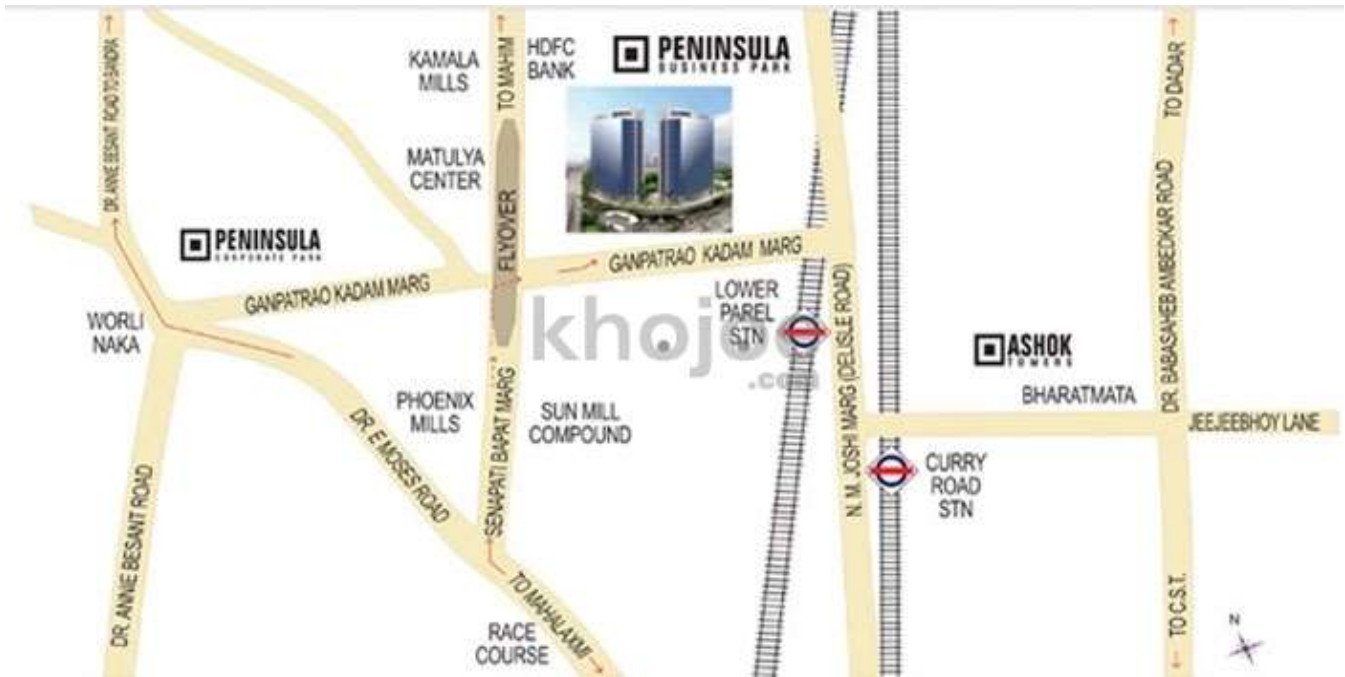 DR. ANNIE BESANT ROAD TO BANDRA
KAMALA
MILLS
TO MAHIM
HDFC
BANK
PENINSULA
BUSINESS PARK
TO DADAR
MATULYA
CENTER
FLYOVER
PENINSULA
CORPORATE PARK
GANPATRAO KADAM MARG
GANPATRAO KADAM MARG
WORLI
NAKA
LOWER
PAREL
STN
khojo
.com
N. M. JOSHI MARG (DELISLE ROAD)
DR. BABASAHEB AMBEDKAR ROAD
ASHOK
TOWERS
BHARATMATA
JEEJEEBHOY LANE
PHOENIX
MILLS
SENAPATI BAPAT MARG
SUN MILL
COMPOUND
DR. E MOSES ROAD
CURRY
ROAD
STN
DR. ANNIE BESANT ROAD
TO MAHALAXMI
RACE
COURSE
TO C.S.T.
N